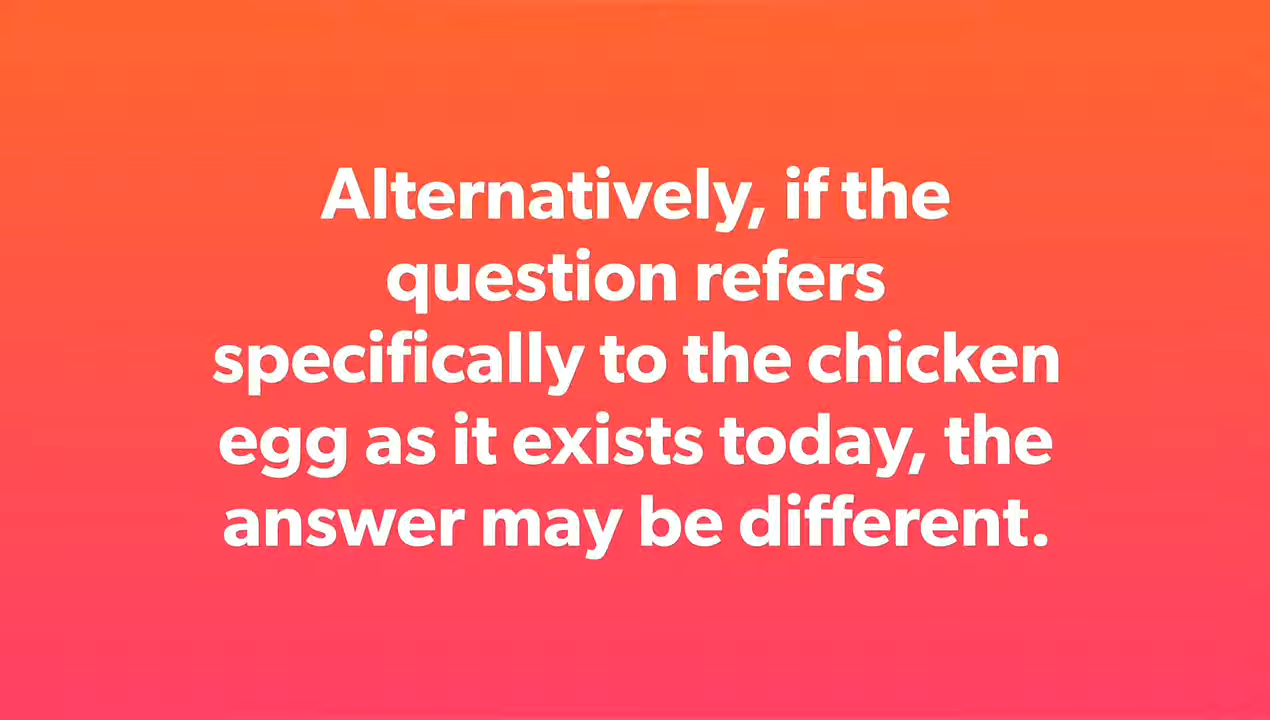 Alternatively, if the
question refers
specifically to the chicken
egg as it exists today, the
answer may be different.